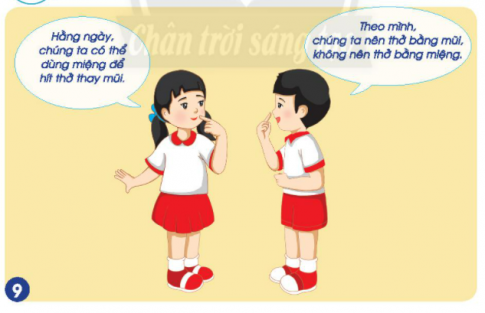 Hằng ngày,
chúng ta có thể
dùng miệng để
hít thở thay mũi.
Theo mình,
chúng ta nên thở bằng mũi,
không nên thở bằng miệng.
Chân trời sáng
9